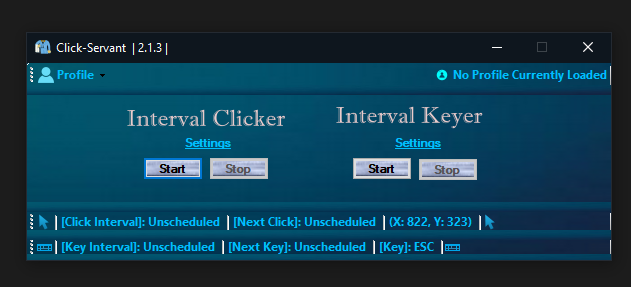 Click-Servant | 2.1.3 |
Profile
No Profile Currently Loaded
Interval Clicker
Interval Keyer
Settings
Settings
Start Stop
Start Stop
[Click Interval]: Unscheduled | [Next Click]: Unscheduled | (X: 822, Y: 323) |
[Key Interval]: Unscheduled | [Next Key]: Unscheduled | [Key]: ESC |